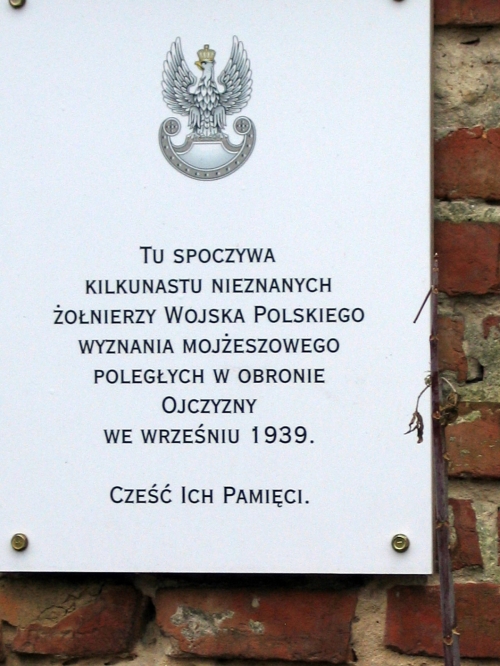 Tu spoczywa
kilkunastu nieznanych
żołnierzy Wojska Polskiego
wyznania mojżeszowego
poległych w obronie
Ojczyzny
we wrześniu 1939.
Cześć Ich Pamięci.